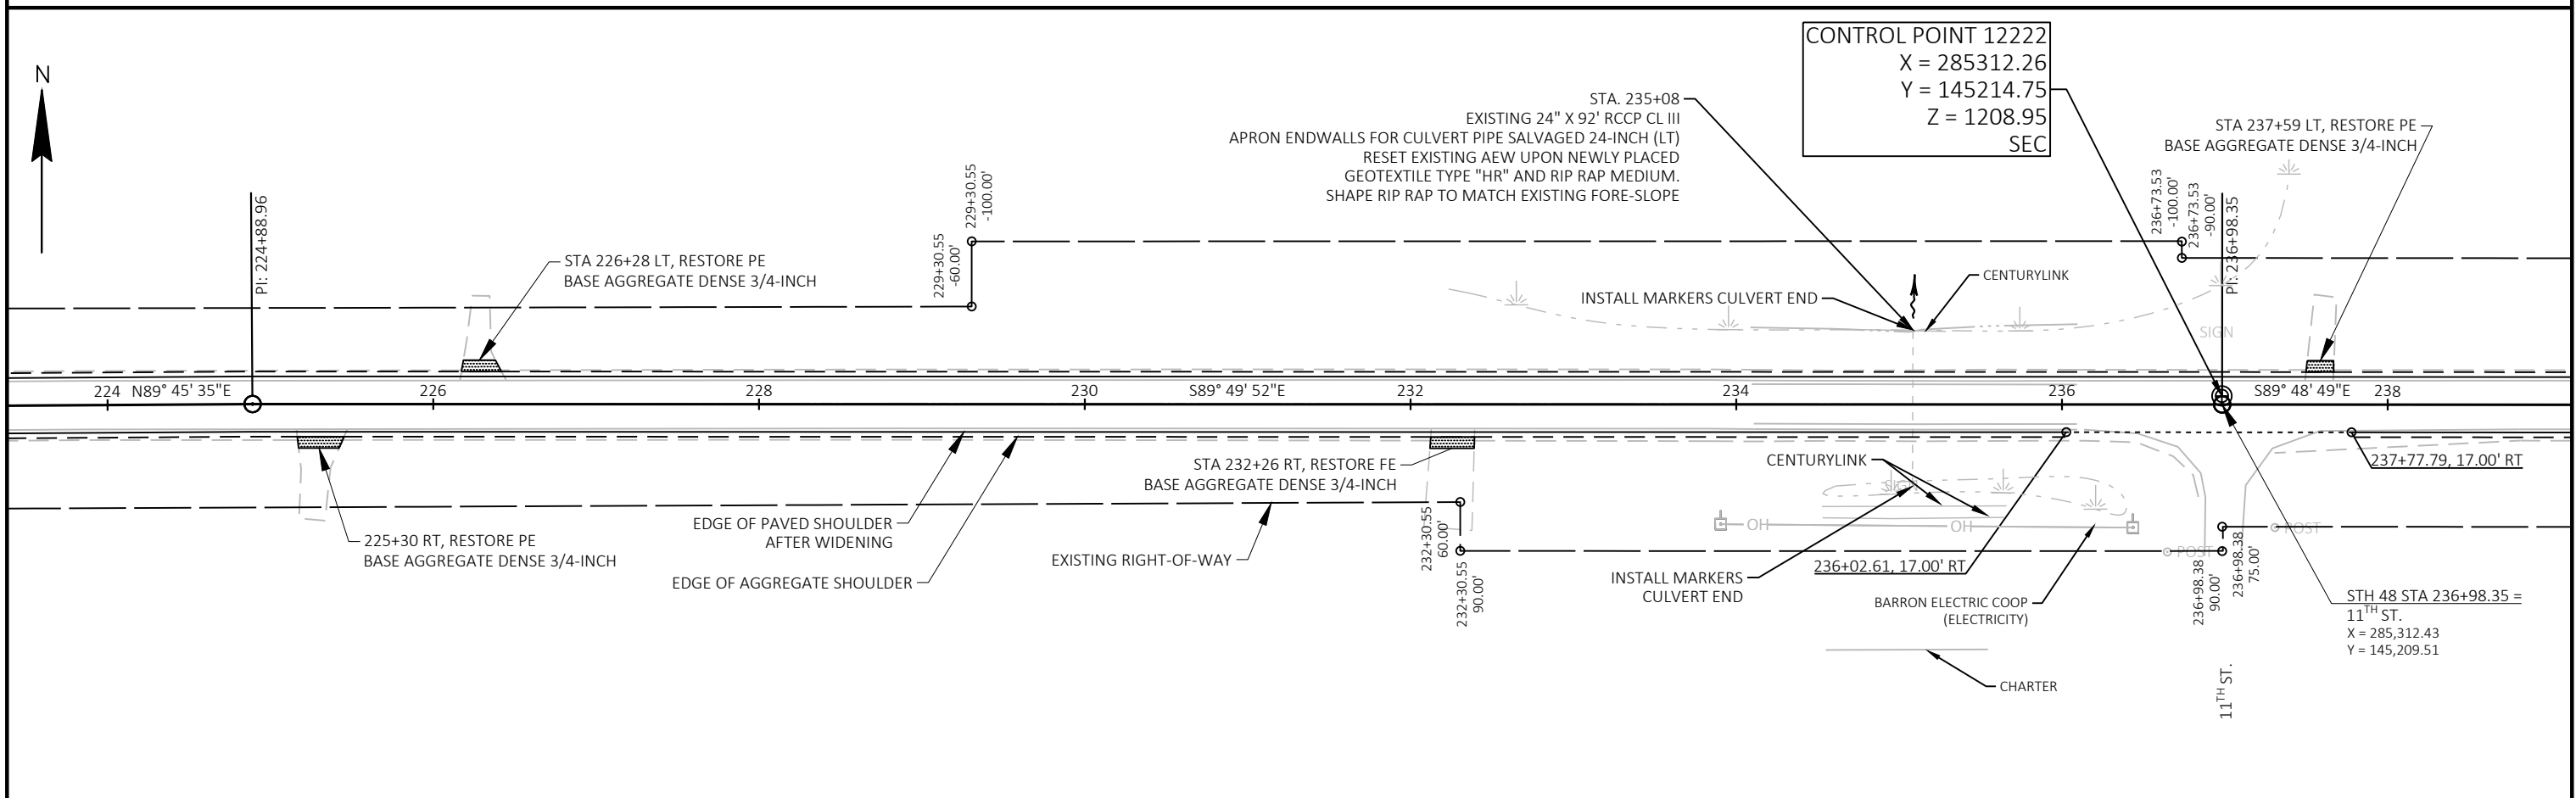 N
CONTROL POINT 12222
X = 285312.26
Y = 145214.75
Z = 1208.95
SEC
STA. 235+08
EXISTING 24" X 92' RCCP CL III
APRON ENDWALLS FOR CULVERT PIPE SALVAGED 24-INCH (LT)
RESET EXISTING AEW UPON NEWLY PLACED
GEOTEXTILE TYPE "HR" AND RIP RAP MEDIUM.
SHAPE RIP RAP TO MATCH EXISTING FORE-SLOPE
STA 237+59 LT, RESTORE PE
BASE AGGREGATE DENSE 3/4-INCH
PI: 224+88.96
STA 226+28 LT, RESTORE PE
BASE AGGREGATE DENSE 3/4-INCH
229+30.55
-60.00'
229+30.55
-100.00'
236+73.53
-100.00'
236+73.53
-90.00'
PI: 236+98.35
CENTURYLINK
INSTALL MARKERS CULVERT END
SIGN
224
N89° 45' 35"E
226
228
230
S89° 49' 52"E
232
234
236
S89° 48' 49"E
238
225+30 RT, RESTORE PE
BASE AGGREGATE DENSE 3/4-INCH
EDGE OF PAVED SHOULDER
AFTER WIDENING
EDGE OF AGGREGATE SHOULDER
STA 232+26 RT, RESTORE FE
BASE AGGREGATE DENSE 3/4-INCH
EXISTING RIGHT-OF-WAY
232+30.55
60.00'
232+30.55
90.00'
CENTURYLINK
SIGN
OH
OH
237+77.79, 17.00' RT
POST
POST
236+02.61, 17.00' RT
INSTALL MARKERS
CULVERT END
BARRON ELECTRIC COOP
(ELECTRICITY)
236+98.38
90.00'
236+98.38
75.00'
STH 48 STA 236+98.35 =
11TH ST.
X = 285,312.43
Y = 145,209.51
CHARTER
11TH ST.